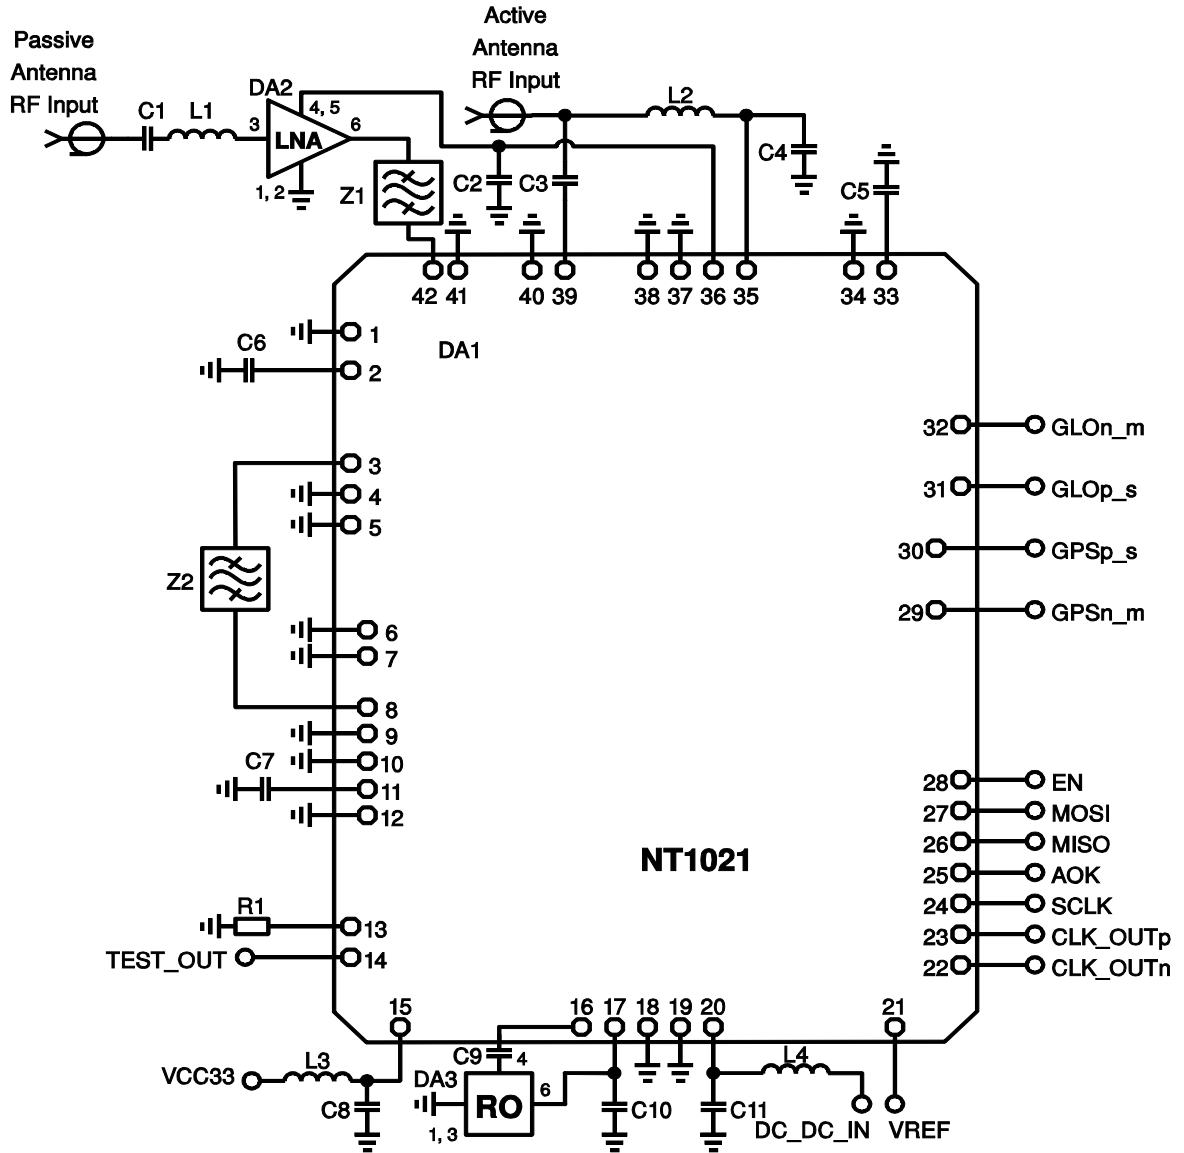 Passive
Antenna
RF Input
Active
Antenna
RF Input
C1
L1
DA2
3
LNA
4, 5
6
1, 2
Z1
L2
C2
C3
C4
C5
42
41
40
39
38
37
36
35
34
33
DA1
1
C6
2
3
4
5
Z2
6
7
8
9
10
C7
11
12
R1
13
TEST_OUT
14
32
GLOn_m
31
GLOp_s
30
GPSp_s
29
GPSn_m
NT1021
28
EN
27
MOSI
26
MISO
25
AOK
24
SCLK
23
CLK_OUTp
22
CLK_OUTn
15
16
17
18
19
20
21
VCC33
L3
C8
C9
4
DA3
RO
6
1, 3
C10
C11
L4
DC_DC_IN
VREF